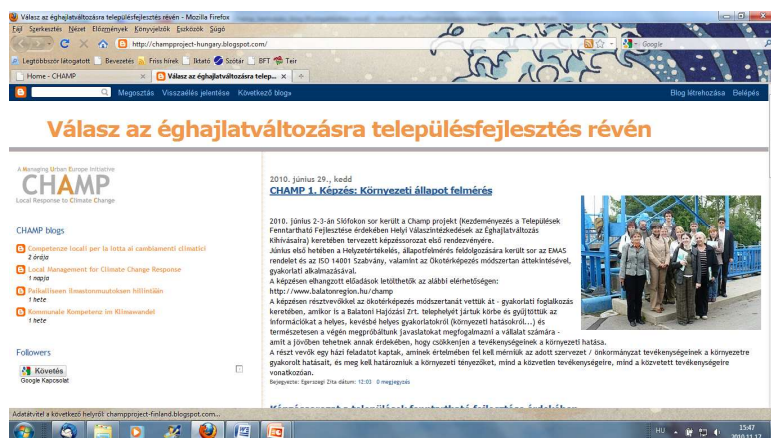 Válasz az éghajlatváltozásra településfejlesztés révén - Mozilla Firefox
Fájl Szerkesztés Nézet Előzmények Könyvjelzők Eszközök Súgó
http://champproject-hungary.blogspot.com/
Google
Legtöbbször látogatott Bevezetés Friss hírek Iktató Szótár BFT Teir
Home - CHAMP
Válasz az éghajlatváltozásra telep...
Megosztás Visszaélés jelentése Következő blog»
Blog létrehozása Belépés
Válasz az éghajlatváltozásra településfejlesztés révén
A Managing Urban Europe Initiative
CHAMP
Local Response to Climate Change
CHAMP blogs
Competenze locali per la lotta ai cambiamenti climatici
2 órája
Local Management for Climate Change Response
1 napja
Paikalliseen ilmastonmuutoksen hillintään
1 hete
Kommunale Kompetenz im Klimawandel
1 hete
Followers
Követés
Google Kapcsolat
2010. június 29., kedd
CHAMP 1. Képzés: Környezeti állapot felmérés
2010. június 2-3-án Siófokon sor került a Champ projekt (Kezdeményezés a Települések
Fenntartható Fejlesztése érdekében Helyi Válaszintézkedések az Éghajlatváltozás
Kihívásaira) keretében tervezett képzéssorozat első rendezvényére.
Június első hetében a Helyzetértékelés, állapotfelmérés feldolgozására került sor az EMAS
rendelet és az ISO 14001 Szabvány, valamint az Ökotérképezés módszertan áttekintésével,
gyakorlati alkalmazásával.
A képzésen elhangzott előadások letölthetők az alábbi elérhetőségen:
http://www.balatonregion.hu/champ
A képzésen résztvevőkkel az ökotérképezés módszertanát vettük át - gyakorlati foglalkozás
keretében, amikor is a Balatoni Hajózási Zrt. telephelyét jártuk körbe és gyűjtöttük az
információkat a helyes, kevésbé helyes gyakorlatokról (környezeti hatásokról...) és
természetesen a végén megpróbáltunk javaslatokat megfogalmazni a vállalat számára -
amit a jövőben tehetnek annak érdekében, hogy csökkenjen a tevékenységeinek a környezeti hatása.
A részt vevők egy házi feladatot kaptak, aminek értelmében fel kell mérniük az adott szervezet / önkormányzat tevékenységeinek a környezetre
gyakorolt hatásait, és meg kell határozniuk a környezeti tényezőket, mind a közvetlen tevékenységeire, mind a közvetett tevékenységeire
vonatkozóan.
Bejegyezte: Egerszegi Zita dátum: 12:03 0 megjegyzés
Képzéssorozat a települések fenntartható fejlesztése érdekében
Adatátvitel a következő helyről: champproject-finland.blogspot.com...
HU
15:47
2010.11.17.